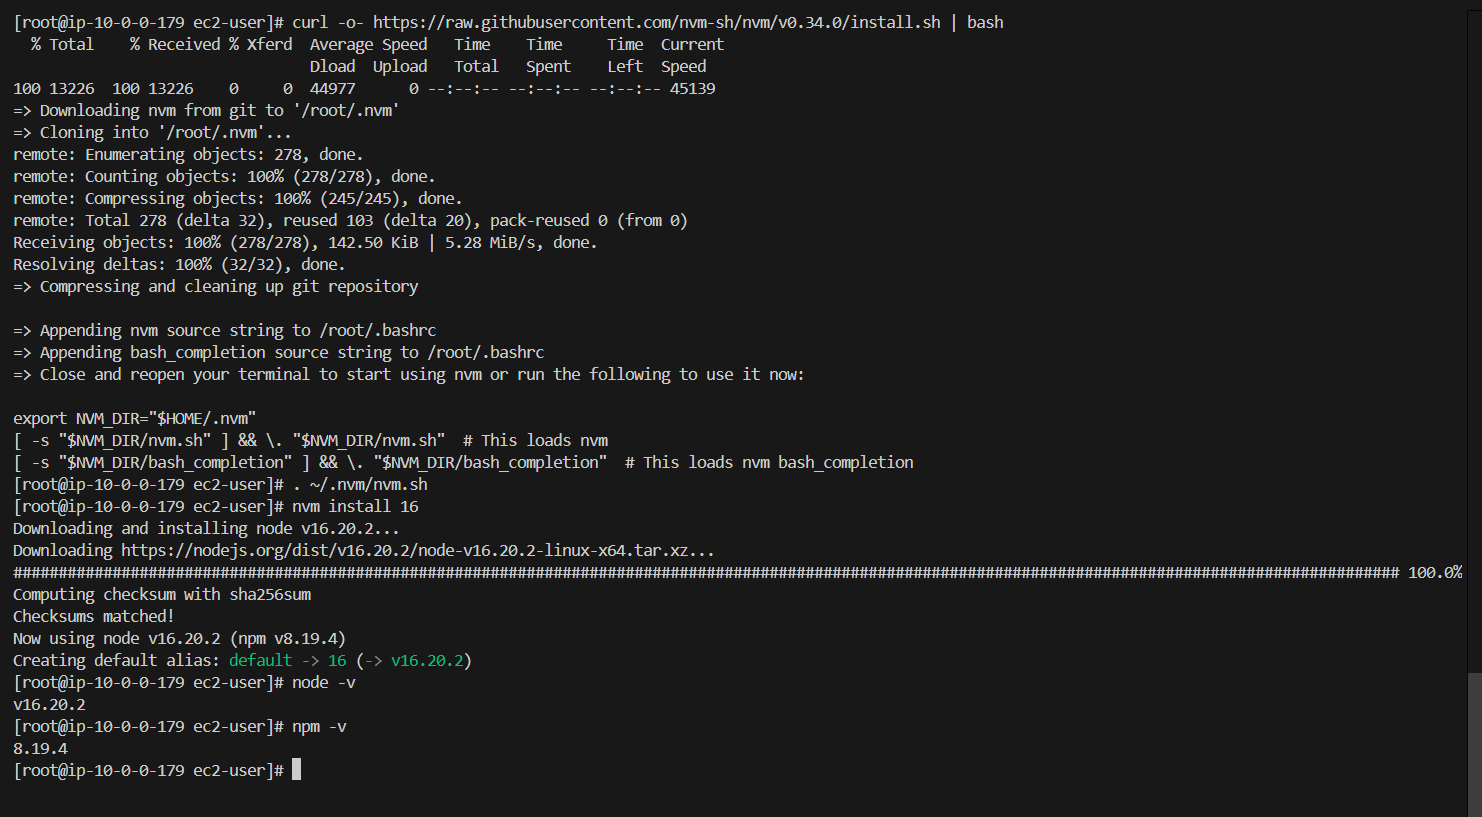 [root@ip-10-0-0-179 ec2-user]# curl -o- https://raw.githubusercontent.com/nvm-sh/nvm/v0.34.0/install.sh | bash
  % Total    % Received % Xferd  Average Speed   Time    Time     Time  Current
                                 Dload  Upload   Total   Spent    Left  Speed
100 13226  100 13226    0     0  44977      0 --:--:-- --:--:-- --:--:-- 45139
=> Downloading nvm from git to '/root/.nvm'
=> Cloning into '/root/.nvm'...
remote: Enumerating objects: 278, done.
remote: Counting objects: 100% (278/278), done.
remote: Compressing objects: 100% (245/245), done.
remote: Total 278 (delta 32), reused 103 (delta 20), pack-reused 0 (from 0)
Receiving objects: 100% (278/278), 142.50 KiB | 5.28 MiB/s, done.
Resolving deltas: 100% (32/32), done.
=> Compressing and cleaning up git repository

=> Appending nvm source string to /root/.bashrc
=> Appending bash_completion source string to /root/.bashrc
=> Close and reopen your terminal to start using nvm or run the following to use it now:

export NVM_DIR="$HOME/.nvm"
[ -s "$NVM_DIR/nvm.sh" ] && \. "$NVM_DIR/nvm.sh"  # This loads nvm
[ -s "$NVM_DIR/bash_completion" ] && \. "$NVM_DIR/bash_completion"  # This loads nvm bash_completion
[root@ip-10-0-0-179 ec2-user]# . ~/.nvm/nvm.sh
[root@ip-10-0-0-179 ec2-user]# nvm install 16
Downloading and installing node v16.20.2...
Downloading https://nodejs.org/dist/v16.20.2/node-v16.20.2-linux-x64.tar.xz...
######################################################################################################################################################### 100.0%
Computing checksum with sha256sum
Checksums matched!
Now using node v16.20.2 (npm v8.19.4)
Creating default alias: default -> 16 (-> v16.20.2)
[root@ip-10-0-0-179 ec2-user]# node -v
v16.20.2
[root@ip-10-0-0-179 ec2-user]# npm -v
8.19.4
[root@ip-10-0-0-179 ec2-user]#